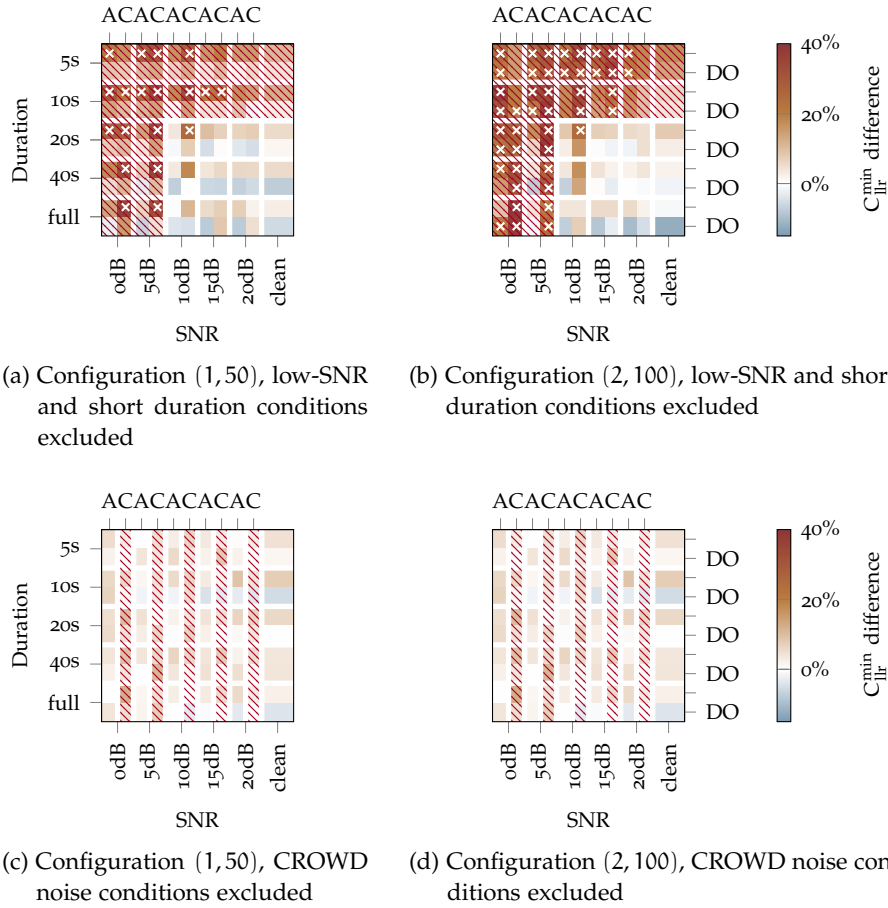 ACACACACAC
ACACACACAC
5s
10s
20s
40s
full
Duration
0dB
5dB
10dB
15dB
20dB
clean
SNR
DO
DO
DO
DO
DO
0dB
5dB
10dB
15dB
20dB
clean
SNR
40%
20%
0%
C_llr^min difference
(a) Configuration (1, 50), low-SNR
and short duration conditions
excluded
(b) Configuration (2, 100), low-SNR and shor
duration conditions excluded
ACACACACAC
ACACACACAC
5s
10s
20s
40s
full
Duration
0dB
5dB
10dB
15dB
20dB
clean
SNR
DO
DO
DO
DO
DO
0dB
5dB
10dB
15dB
20dB
clean
SNR
40%
20%
0%
C_llr^min difference
(c) Configuration (1, 50), CROWD
noise conditions excluded
(d) Configuration (2, 100), CROWD noise con
ditions excluded